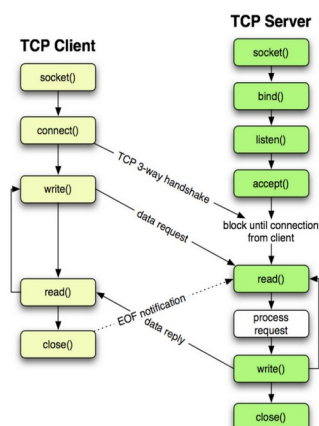 TCP Client
socket()
connect()
TCP 3-way handshake
write()
data request
read()
EOF notification
data reply
close()
TCP Server
socket()
bind()
listen()
accept()
block until connection
from client
read()
process
request
write()
close()